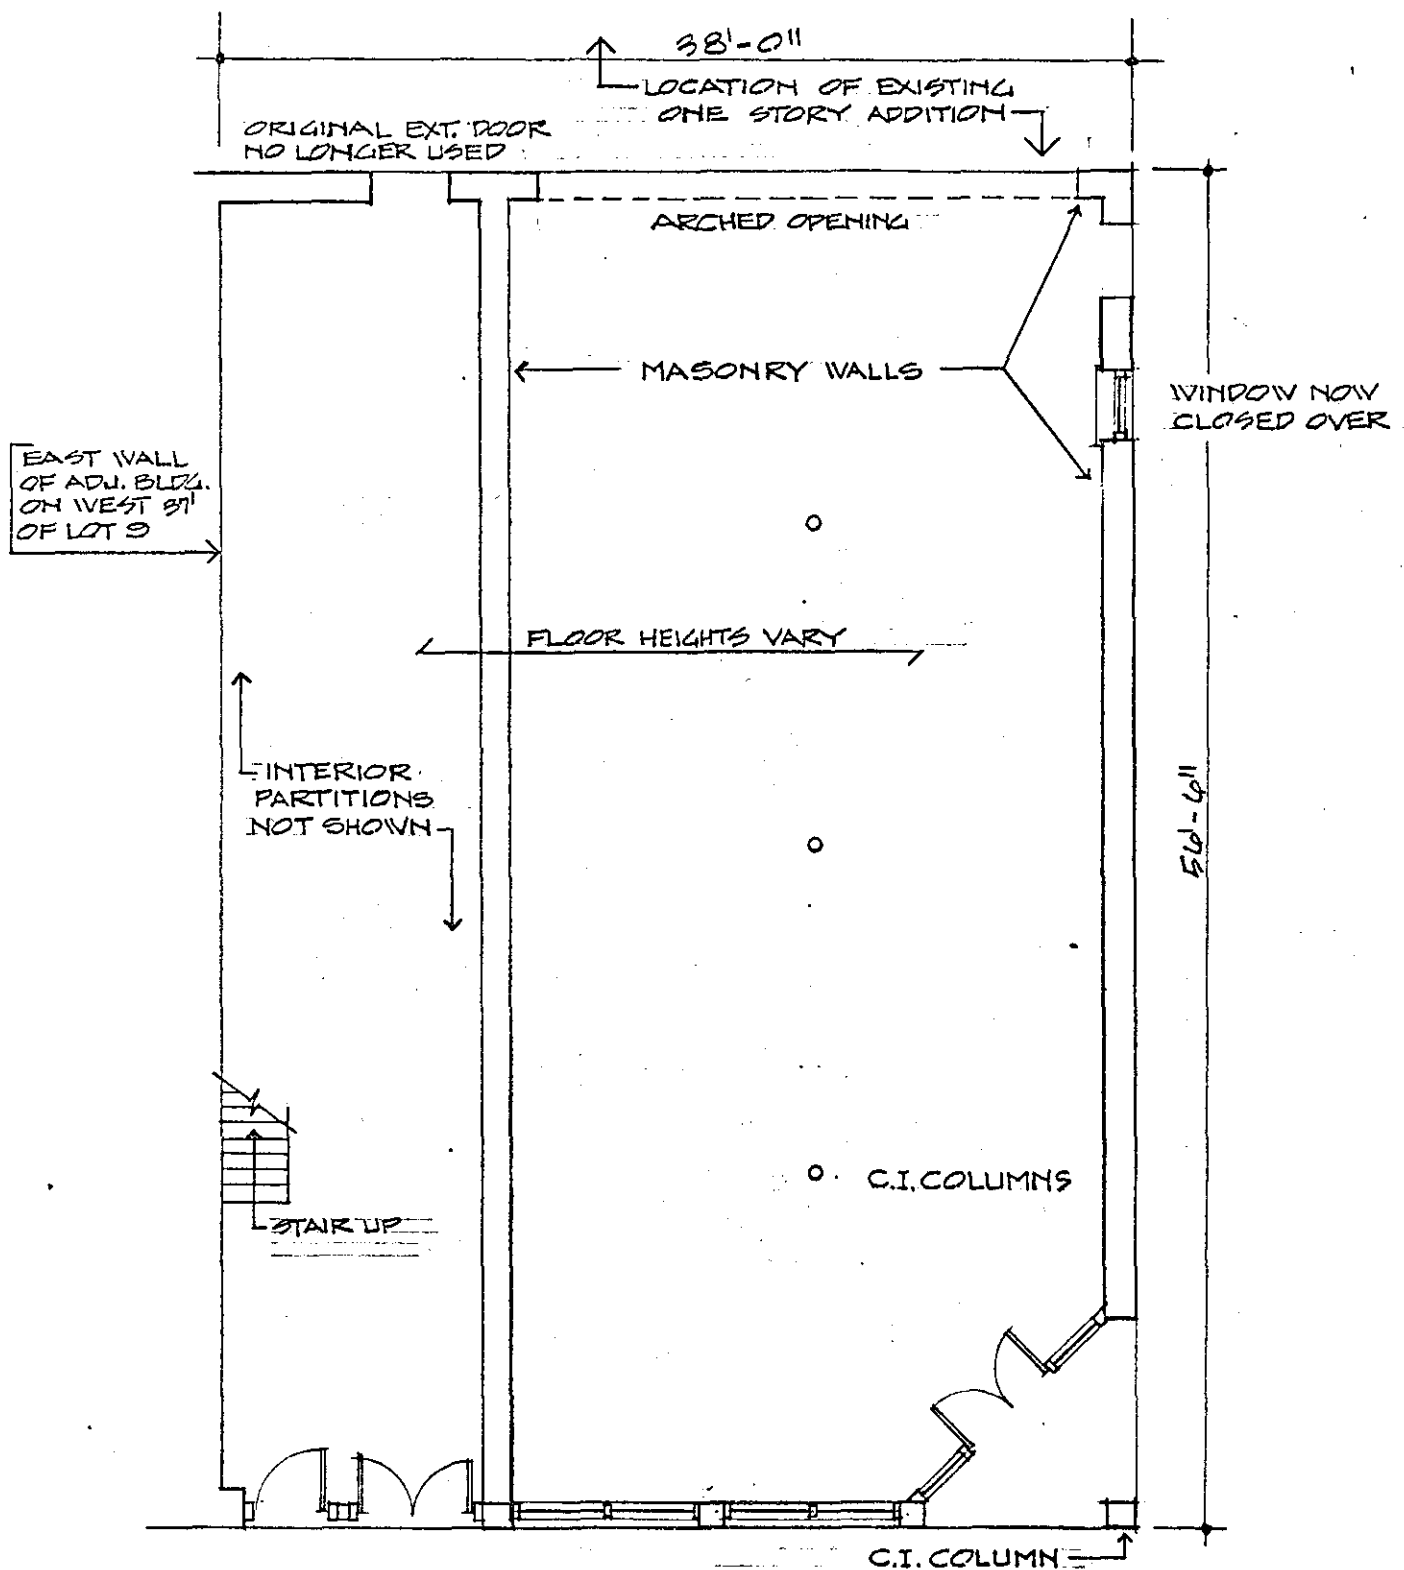 38'-0"
LOCATION OF EXISTING
ONE STORY ADDITION
ORIGINAL EXT. DOOR
NO LONGER USED
ARCHED OPENING
MASONRY WALLS
WINDOW NOW
CLOSED OVER
EAST WALL
OF ADJ. BLDG.
ON WEST 37'
OF LOT 9
FLOOR HEIGHTS VARY
INTERIOR
PARTITIONS
NOT SHOWN
56'-6"
C.I. COLUMNS
STAIR UP
C.I. COLUMN